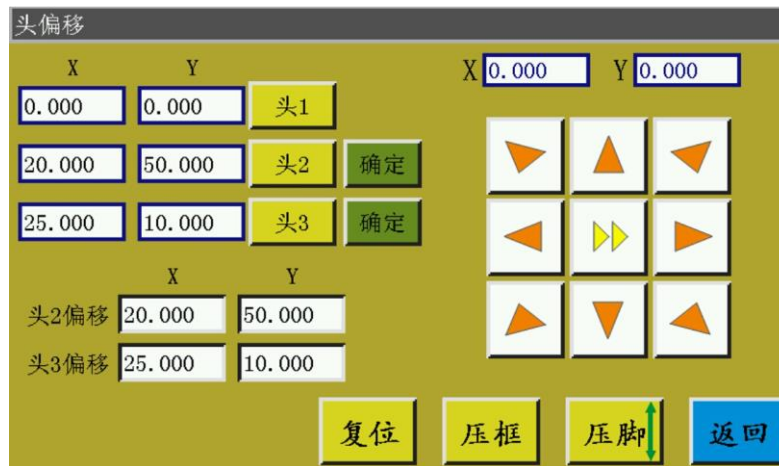 头偏移
X Y X 0.000 Y 0.000
0.000 0.000 头1
20.000 50.000 头2 确定
25.000 10.000 头3 确定
X Y
头2偏移 20.000 50.000
头3偏移 25.000 10.000
复位 压框 压脚 返回